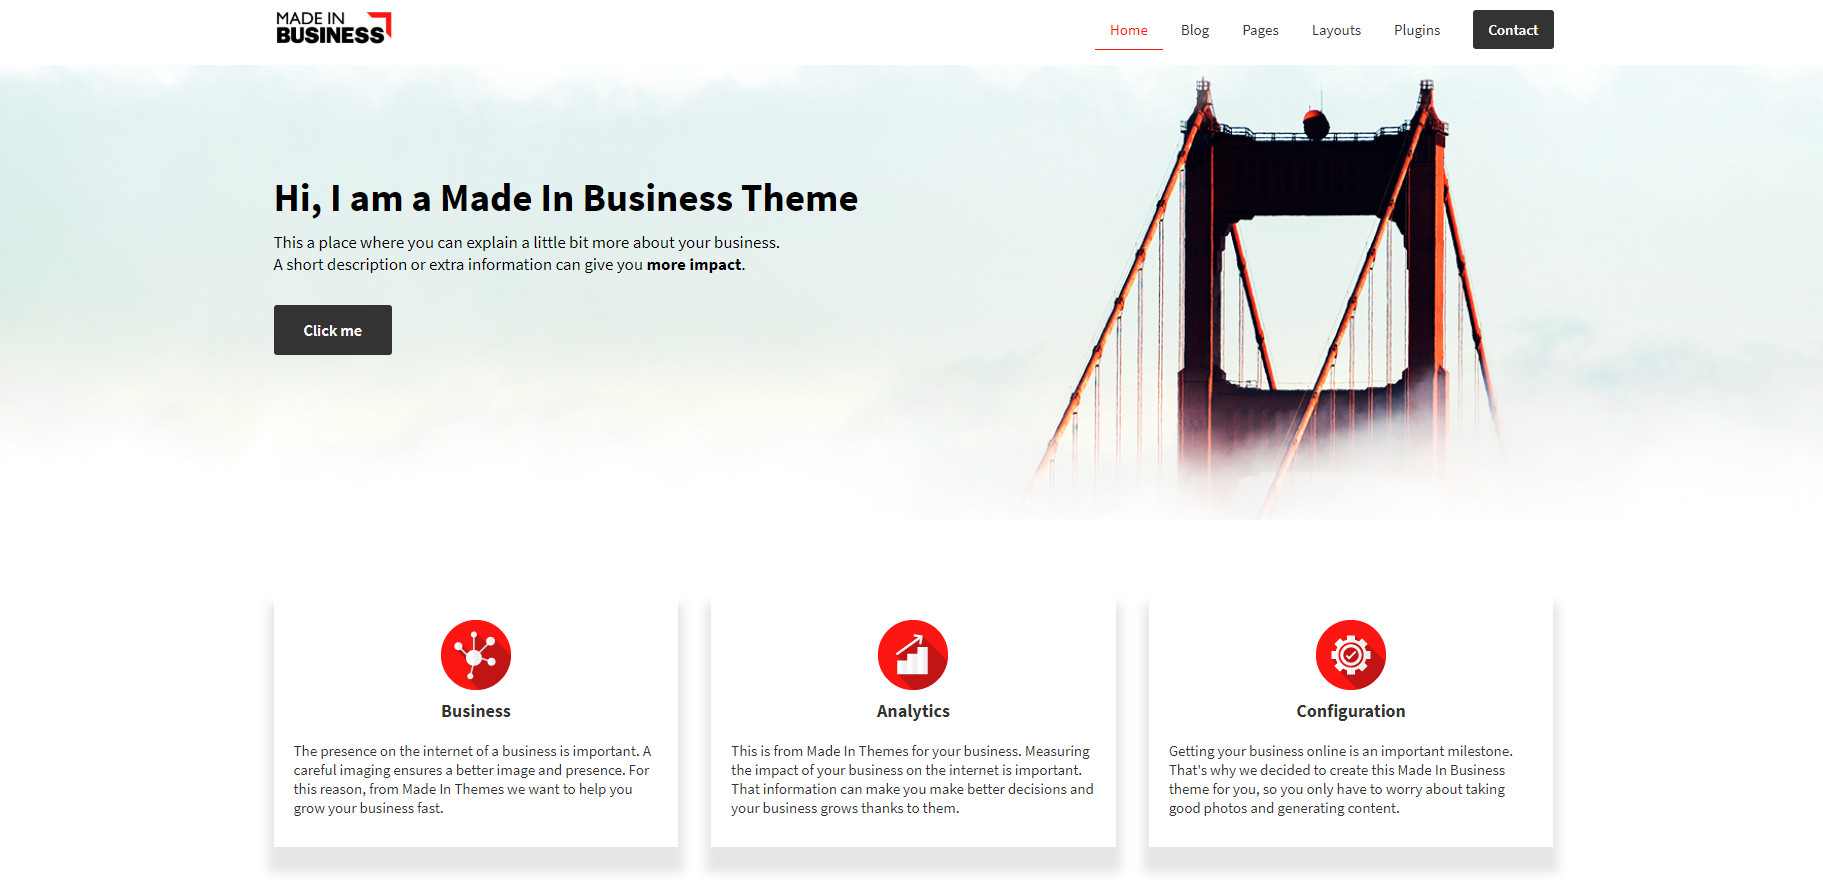 MADE IN
BUSINESS
Home Blog Pages Layouts Plugins Contact
Hi, I am a Made In Business Theme
This a place where you can explain a little bit more about your business.
A short description or extra information can give you more impact.
Click me
Business
The presence on the internet of a business is important. A
careful imaging ensures a better image and presence. For
this reason, from Made In Themes we want to help you
grow your business fast.
Analytics
This is from Made In Themes for your business. Measuring
the impact of your business on the internet is important.
That information can make you make better decisions and
your business grows thanks to them.
Configuration
Getting your business online is an important milestone.
That's why we decided to create this Made In Business
theme for you, so you only have to worry about taking
good photos and generating content.